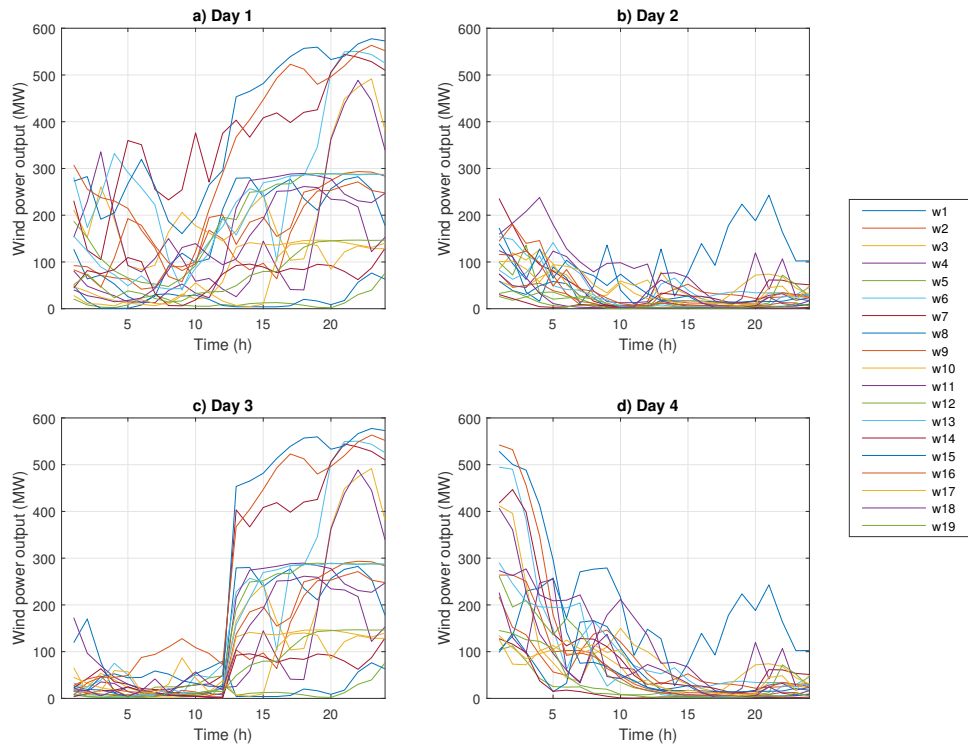 a) Day 1
Wind power output (MW)
600
500
400
300
200
100
0
5
10
15
20
Time (h)
b) Day 2
Wind power output (MW)
600
500
400
300
200
100
0
5
10
15
20
Time (h)
c) Day 3
Wind power output (MW)
600
500
400
300
200
100
0
5
10
15
20
Time (h)
d) Day 4
Wind power output (MW)
600
500
400
300
200
100
0
5
10
15
20
Time (h)
w1
w2
w3
w4
w5
w6
w7
w8
w9
w10
w11
w12
w13
w14
w15
w16
w17
w18
w19